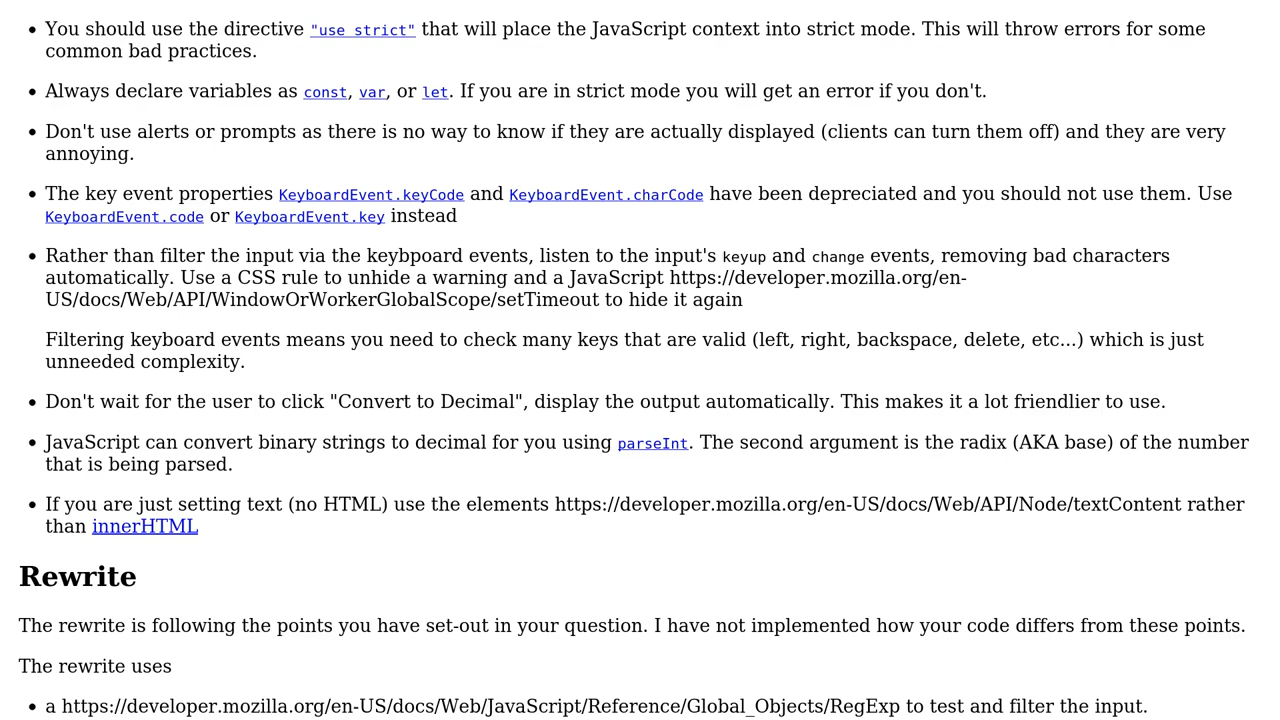 • You should use the directive "use strict" that will place the JavaScript context into strict mode. This will throw errors for some
common bad practices.
• Always declare variables as const, var, or let. If you are in strict mode you will get an error if you don't.
• Don't use alerts or prompts as there is no way to know if they are actually displayed (clients can turn them off) and they are very
annoying.
• The key event properties KeyboardEvent.keyCode and KeyboardEvent.charCode have been depreciated and you should not use them. Use
KeyboardEvent.code or KeyboardEvent.key instead
• Rather than filter the input via the keybpoard events, listen to the input's keyup and change events, removing bad characters
automatically. Use a CSS rule to unhide a warning and a JavaScript https://developer.mozilla.org/en-
US/docs/Web/API/WindowOrWorkerGlobalScope/setTimeout to hide it again
Filtering keyboard events means you need to check many keys that are valid (left, right, backspace, delete, etc...) which is just
unneeded complexity.
• Don't wait for the user to click "Convert to Decimal", display the output automatically. This makes it a lot friendlier to use.
• JavaScript can convert binary strings to decimal for you using parseInt. The second argument is the radix (AKA base) of the number
that is being parsed.
• If you are just setting text (no HTML) use the elements https://developer.mozilla.org/en-US/docs/Web/API/Node/textContent rather
than innerHTML
Rewrite
The rewrite is following the points you have set-out in your question. I have not implemented how your code differs from these points.
The rewrite uses
• a https://developer.mozilla.org/en-US/docs/Web/JavaScript/Reference/Global_Objects/RegExp to test and filter the input.